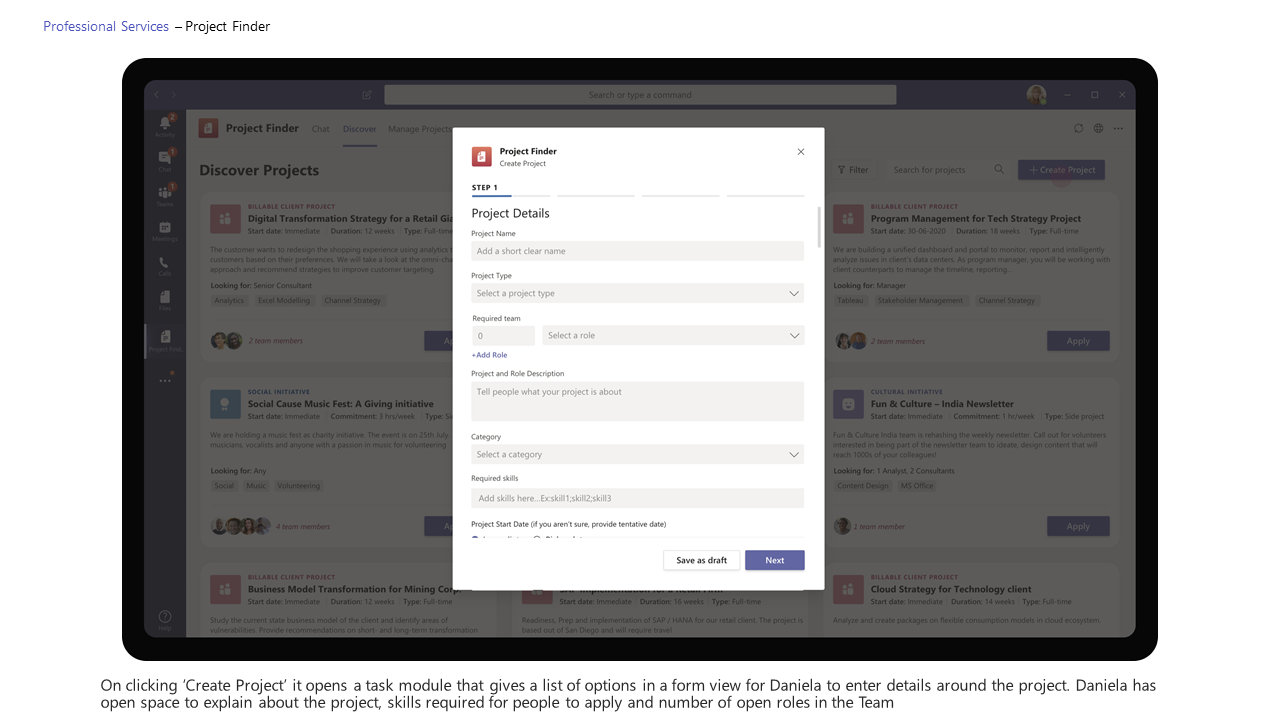 Professional Services – Project Finder
Search or type a command
Activity
Chat
Teams
Meetings
Calls
Files
Project Find
Help
Project Finder Chat Discover Manage Projects
Discover Projects
Filter
Search for projects
+ Create Project
BILLABLE CLIENT PROJECT
Digital Transformation Strategy for a Retail
Start date: Immediate Duration: 12 weeks Type: Full-time
The customer wants to redesign the shopping experience using analytics
customers based on their preferences. We will take a look at the
approach and recommend strategies to improve customer targeting.
Looking for: Senior Consultant
Analytics Excel Modelling Channel Strategy
2 team members
BILLABLE CLIENT PROJECT
Program Management for Tech Strategy Project
Start date: 30-06-2020 Duration: 18 weeks Type: Full-time
We are building a unified dashboard and portal to monitor, report and intelligently
analyze issues in client's data centers. As program manager, you will be working with
client counterparts to manage the timeline, reporting...
Looking for: Manager
Tableau Stakeholder Management Channel Strategy
2 team members
Apply
SOCIAL INITIATIVE
Social Cause Music Fest: A Giving initiative
Start date: Immediate Commitment: 3 hrs/week Type:
We are holding a music fest as charity initiative. The event is on 25th July.
musicians, vocalists and anyone with a passion in music for volunteering
Looking for: Any
Social Music Volunteering
4 team members
CULTURAL INITIATIVE
Fun & Culture – India Newsletter
Start date: Immediate Commitment: 1 hr/week Type: Side project
Fun & Culture India team is rehashing the weekly newsletter. Call out for volunteers
interested in being part of the newsletter team to ideate, design content that will
reach 1000s of your colleagues!
Looking for: 1 Analyst, 2 Consultants
Content Design MS Office
1 team member
Apply
BILLABLE CLIENT PROJECT
Business Model Transformation for Mining
Start date: Immediate Duration: 12 weeks Type: Full-time
Study the current state business model of the client and identify areas of
vulnerabilities. Provide recommendations on short- and long-term transformation
Start date: Immediate Duration: 16 weeks Type: Full-time
Readiness, Prep and implementation of SAP / HANA for our retail client. The project is
based out of San Diego and will require travel
BILLABLE CLIENT PROJECT
Cloud Strategy for Technology client
Start date: Immediate Duration: 14 weeks Type: Full-time
Analyze and create packages on flexible consumption models in cloud ecosystem.
Project Finder
Create Project
STEP 1
Project Details
Project Name
Add a short clear name
Project Type
Select a project type
Required team
0 Select a role
+Add Role
Project and Role Description
Tell people what your project is about
Category
Select a category
Required skills
Add skills here...Ex:skill1;skill2;skill3
Project Start Date (if you aren't sure, provide tentative date)
Save as draft Next
On clicking ‘Create Project’ it opens a task module that gives a list of options in a form view for Daniela to enter details around the project. Daniela has
open space to explain about the project, skills required for people to apply and number of open roles in the Team